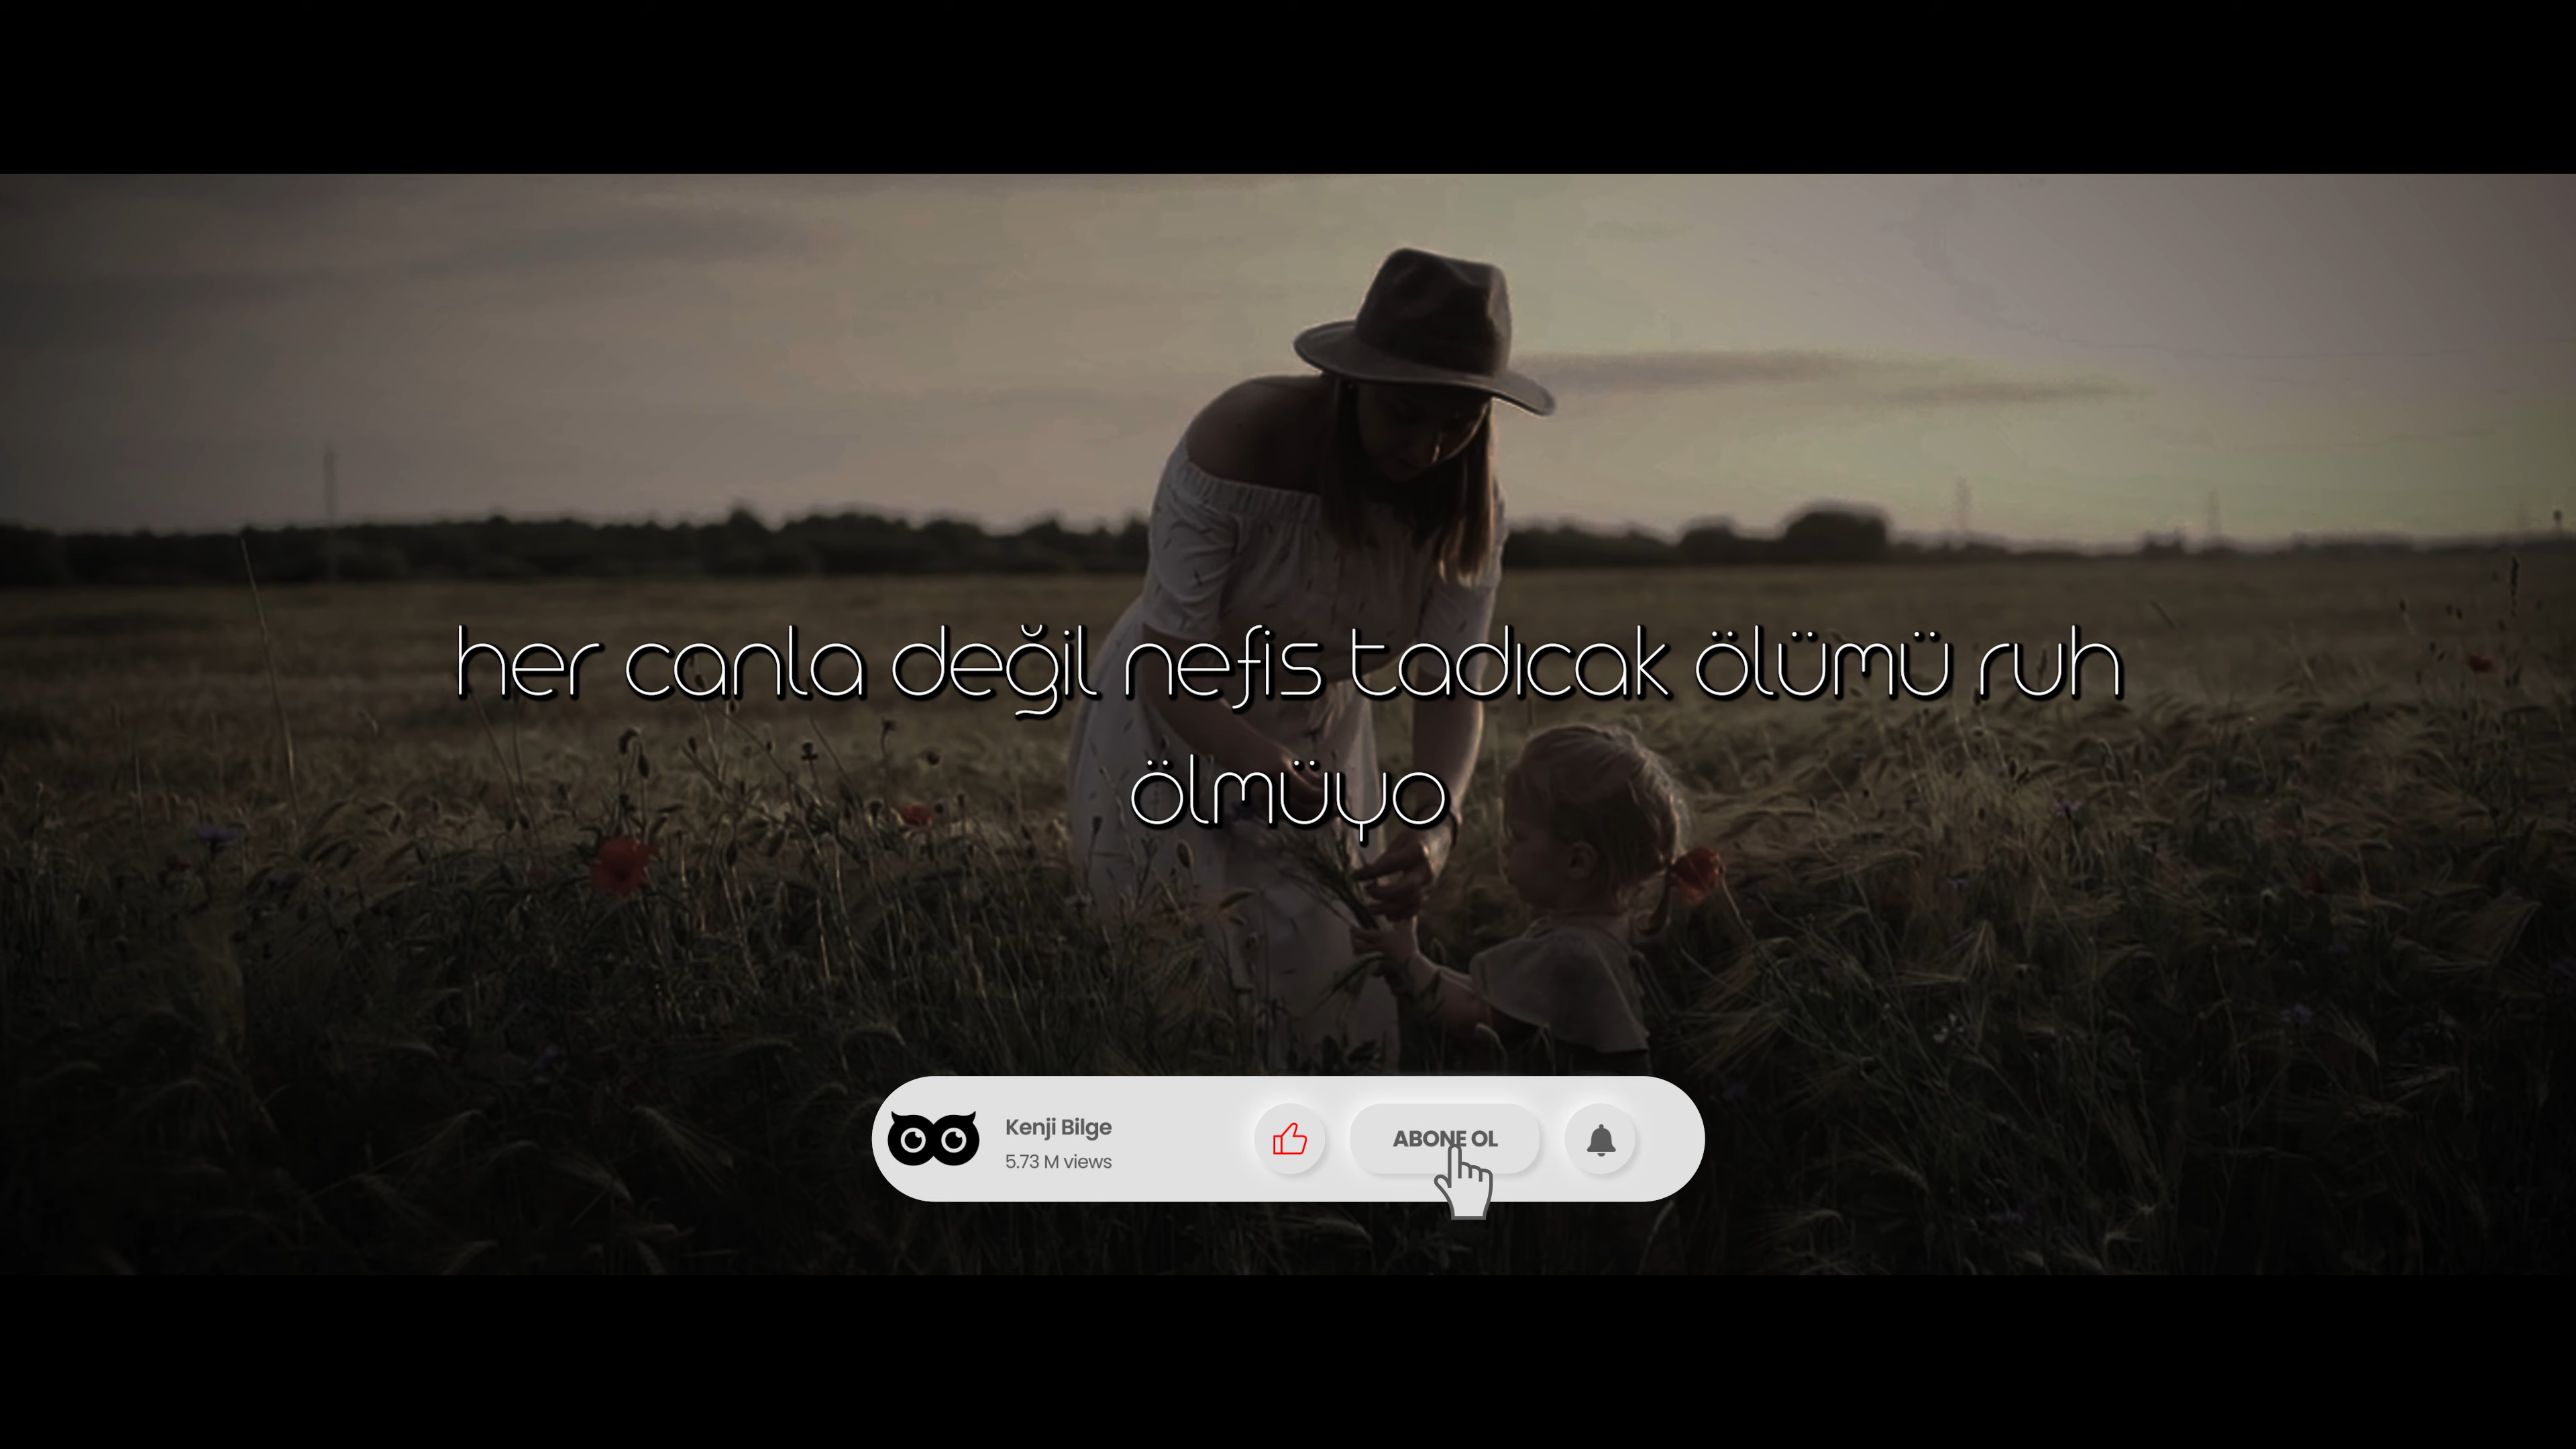 her canla değil nefis tadıcak ölümü ruh
ölmüyo
Kenji Bilge
5.73 M views
ABONE OL